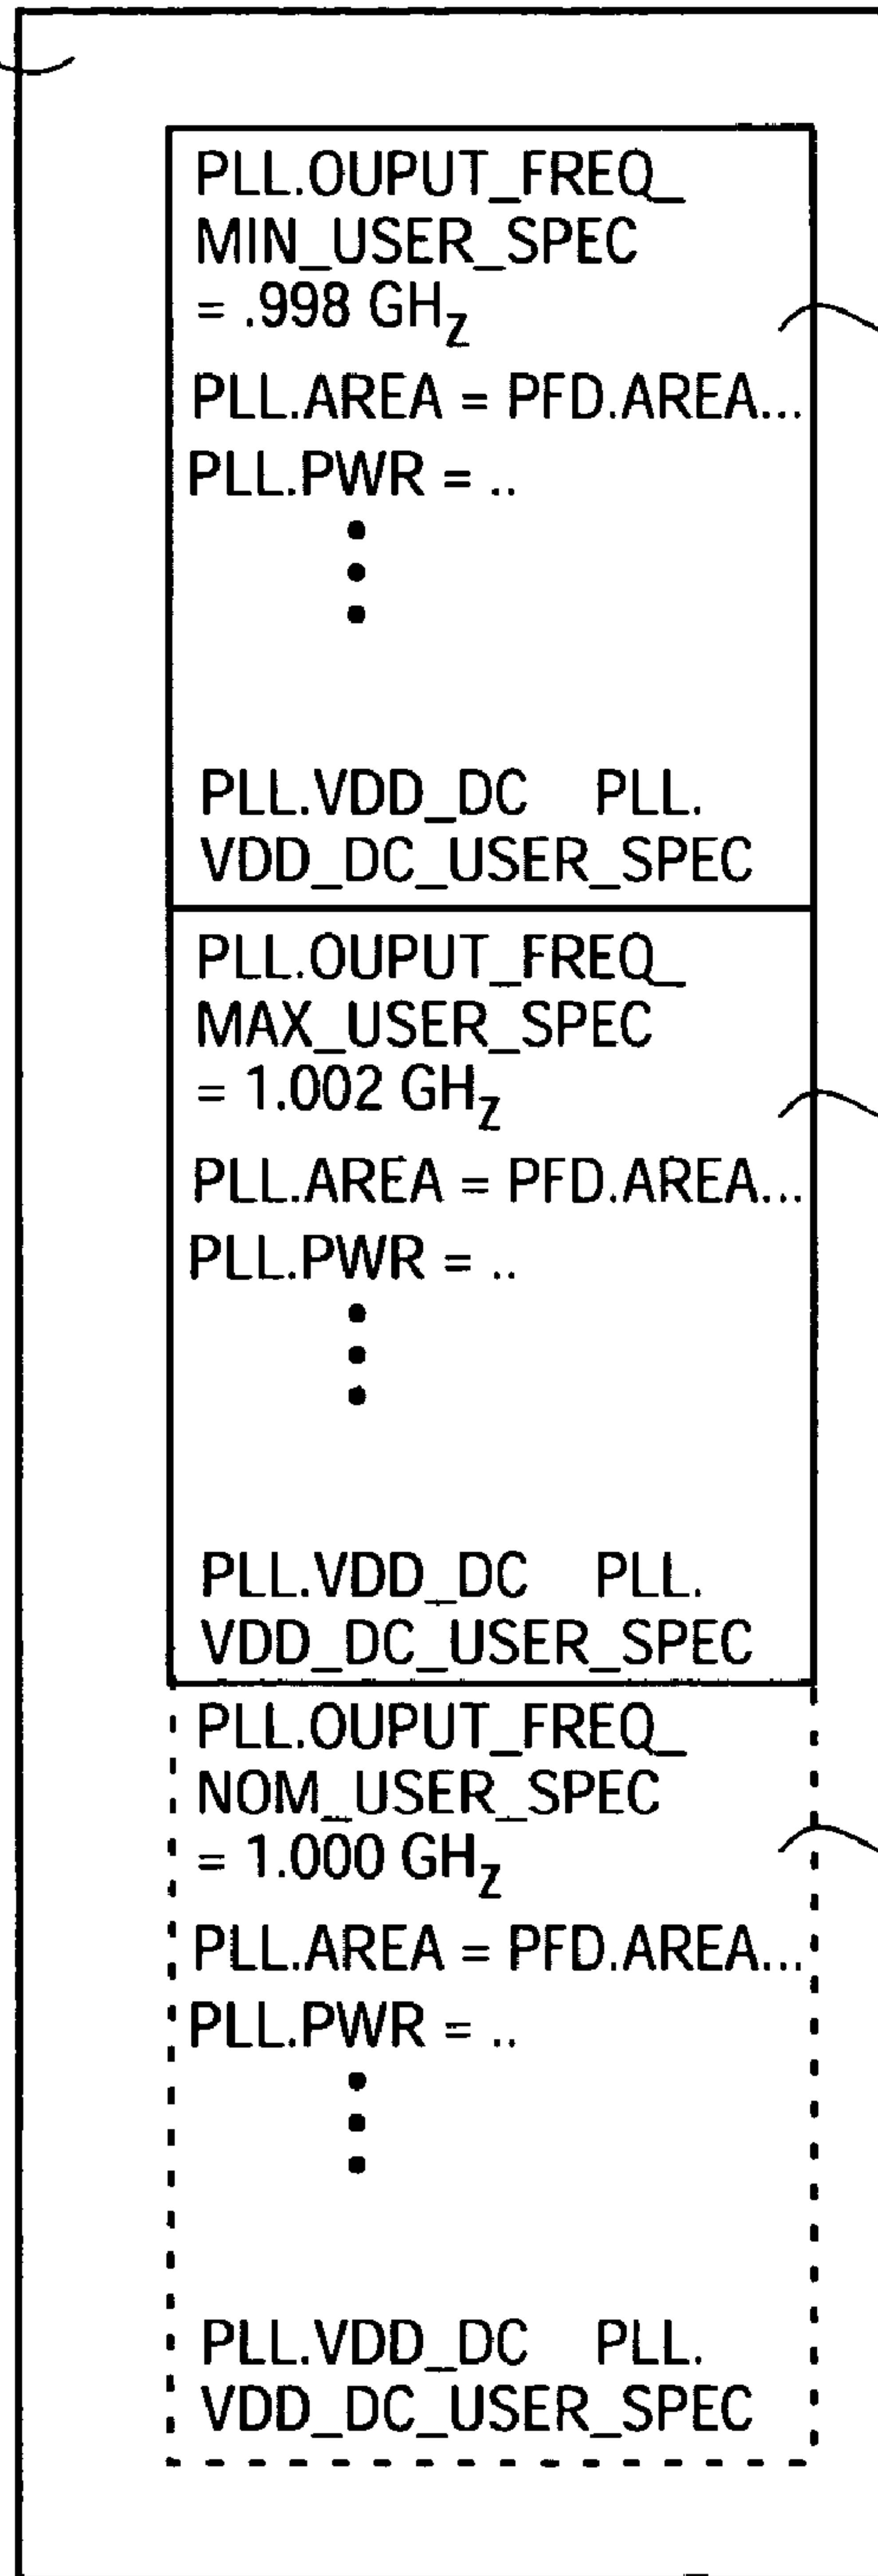 PLL.OUPUT_FREQ_
MIN_USER_SPEC
= .998 GHz
PLL.AREA = PFD.AREA...
PLL.PWR = ..
PLL.VDD_DC PLL.
VDD_DC_USER_SPEC
PLL.OUPUT_FREQ_
MAX_USER_SPEC
= 1.002 GHz
PLL.AREA = PFD.AREA...
PLL.PWR = ..
PLL.VDD_DC PLL.
VDD_DC_USER_SPEC
PLL.OUPUT_FREQ_
NOM_USER_SPEC
= 1.000 GHz
PLL.AREA = PFD.AREA...
PLL.PWR = ..
PLL.VDD_DC PLL.
VDD_DC_USER_SPEC